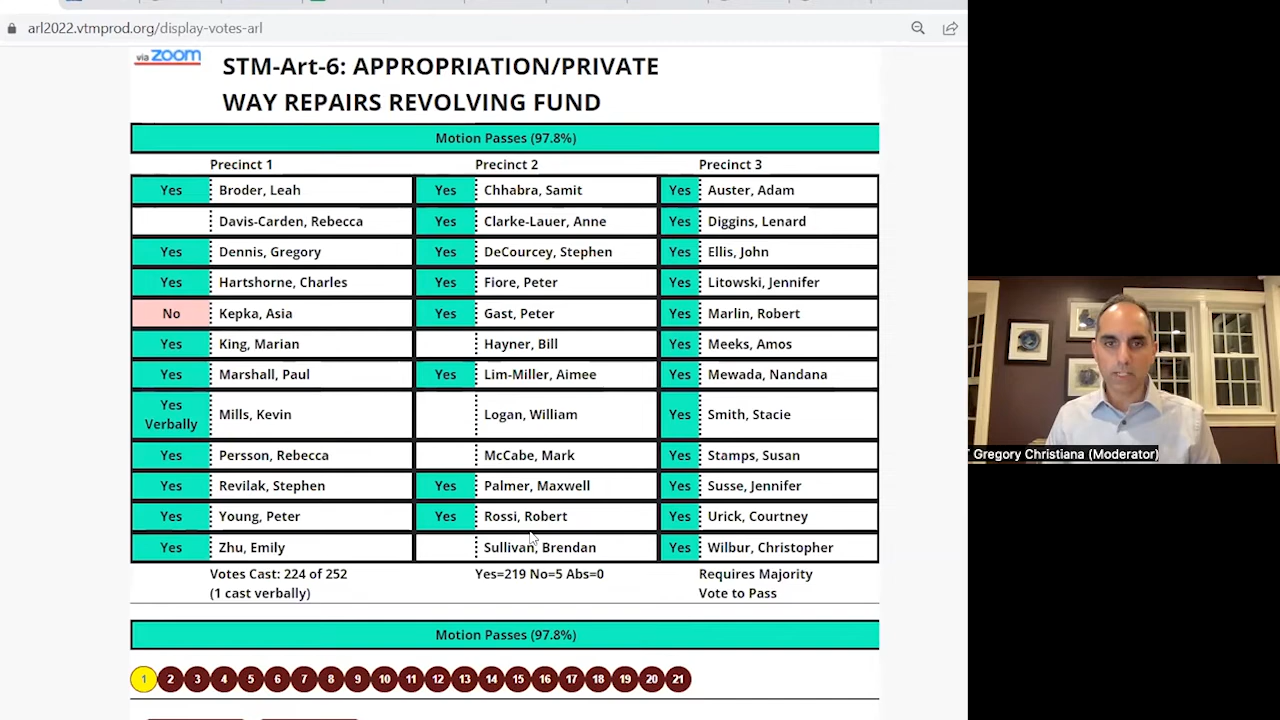 arl2022.vtmprod.org/display-votes-arl
via zoom
STM-Art-6: APPROPRIATION/PRIVATE
WAY REPAIRS REVOLVING FUND
Motion Passes (97.8%)
Precinct 1 Precinct 2 Precinct 3
Yes Broder, Leah Yes Chhabra, Samit Yes Auster, Adam
Davis-Carden, Rebecca Yes Clarke-Lauer, Anne Yes Diggins, Lenard
Yes Dennis, Gregory Yes DeCourcey, Stephen Yes Ellis, John
Yes Hartshorne, Charles Yes Fiore, Peter Yes Litowski, Jennifer
No Kepka, Asia Yes Gast, Peter Yes Marlin, Robert
Yes King, Marian Hayner, Bill Yes Meeks, Amos
Yes Marshall, Paul Yes Lim-Miller, Aimee Yes Mewada, Nandana
Yes Verbally Mills, Kevin Logan, William Yes Smith, Stacie
Yes Persson, Rebecca McCabe, Mark Yes Stamps, Susan
Yes Revilak, Stephen Yes Palmer, Maxwell Yes Susse, Jennifer
Yes Young, Peter Yes Rossi, Robert Yes Urick, Courtney
Yes Zhu, Emily Sullivan, Brendan Yes Wilbur, Christopher
Votes Cast: 224 of 252 Yes=219 No=5 Abs=0 Requires Majority
(1 cast verbally) Vote to Pass
Motion Passes (97.8%)
1 2 3 4 5 6 7 8 9 10 11 12 13 14 15 16 17 18 19 20 21
Gregory Christiana (Moderator)